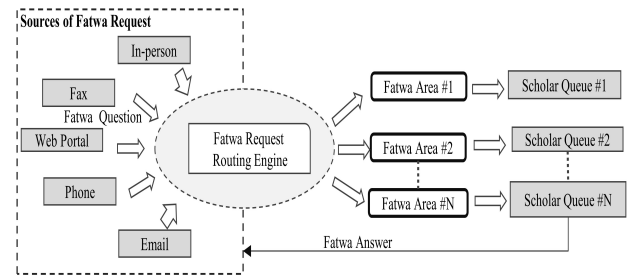 Sources of Fatwa Request
In-person
Fax
Fatwa Question
Web Portal
Phone
Email
Fatwa Request
Routing Engine
Fatwa Area #1
Scholar Queue #1
Fatwa Area #2
Scholar Queue #2
Fatwa Area #N
Scholar Queue #N
Fatwa Answer